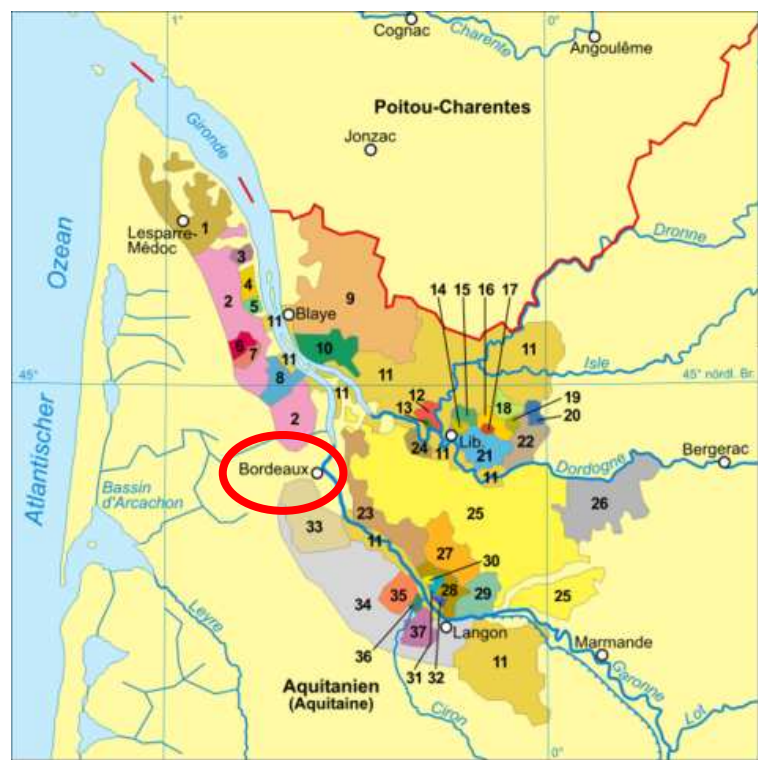 1°
0°
Cognac
Charente
Angoulême
Poitou-Charentes
Gironde
Jonzac
1
Lesparre-
Médoc
Dronne
Ozean
3
4
2
5
9
14
15
16
17
11
Blaye
6
7
10
11
11
Isle
45°
45° nördl. Br.
8
11
11
12
13
18
19
20
2
Lib.
24
11
21
22
Atlantischer
Bordeaux
11
Dordogne
Bergerac
Bassin
d'Arcachon
33
23
11
25
26
27
30
34
35
28
29
25
Leyre
37
Langon
Marmande
36
31
32
11
Garonne
Aquitanien
(Aquitaine)
Ciron
Lot
0°